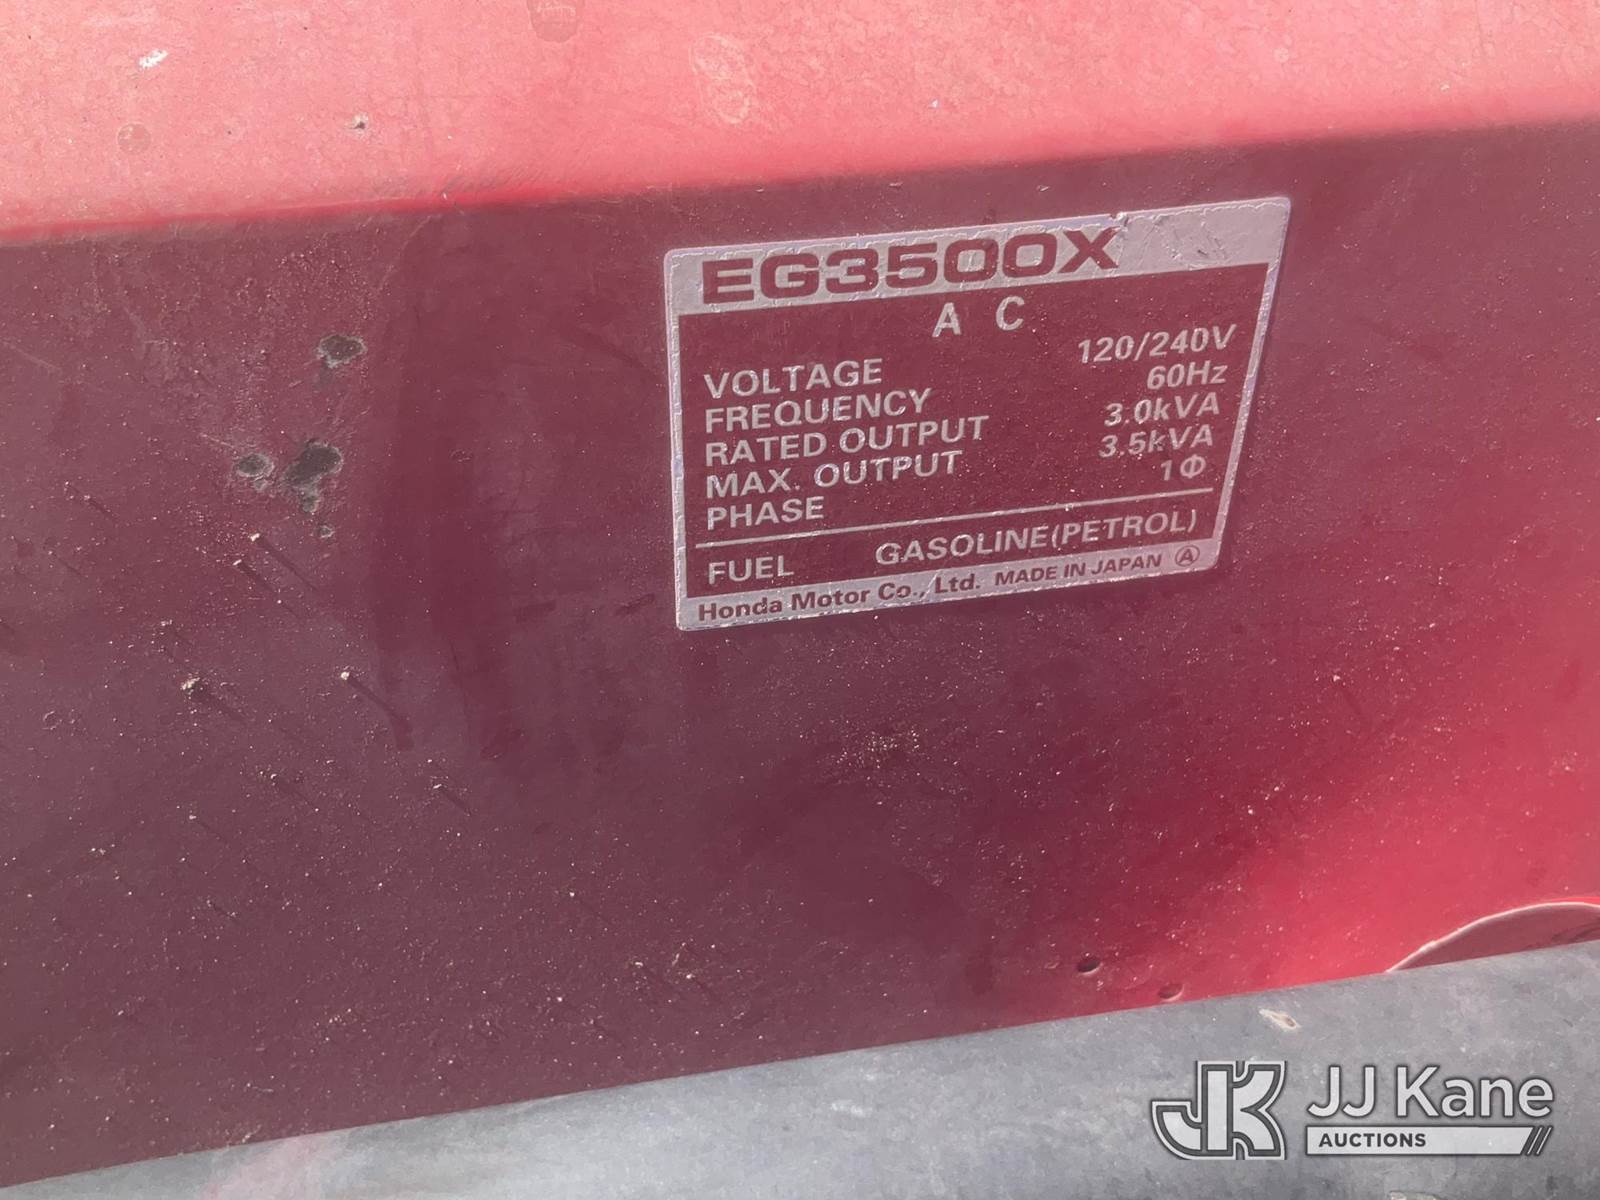 EG3500X
A C
VOLTAGE 120/240V
FREQUENCY 60Hz
RATED OUTPUT 3.0kVA
MAX. OUTPUT 3.5kVA
PHASE 1Φ
FUEL GASOLINE(PETROL)
Honda Motor Co., Ltd. MADE IN JAPAN Ⓐ
JK JJ Kane
AUCTIONS